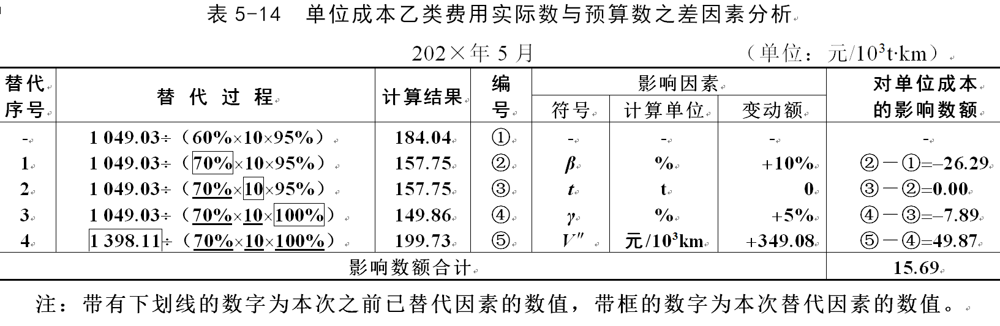 表 5-14 单位成本乙类费用实际数与预算数之差因素分析
202×年 5 月 （单位：元/10³t·km）
替代序号 替 代 过 程 计算结果 编号 影响因素 对单位成本的影响数额
符号 计算单位 变动额
- 1 049.03÷（60%×10×95%） 184.04 ① - - - -
1 1 049.03÷（70%×10×95%） 157.75 ② β % +10% ②－①=–26.29
2 1 049.03÷（70%×10×95%） 157.75 ③ t t 0 ③－②=0.00
3 1 049.03÷（70%×10×100%） 149.86 ④ γ % +5% ④－③=–7.89
4 1 398.11÷（70%×10×100%） 199.73 ⑤ V″ 元/10³km +349.08 ⑤－④=49.87
影响数额合计 15.69
注：带有下划线的数字为本次之前已替代因素的数值，带框的数字为本次替代因素的数值。